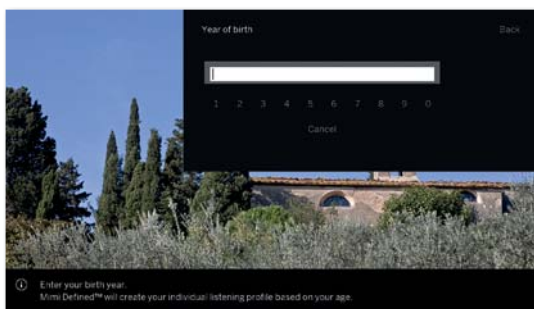 Year of birth
Back
1 2 3 4 5 6 7 8 9 0
Cancel
Enter your birth year.
Mimi Defined™ will create your individual listening profile based on your age.